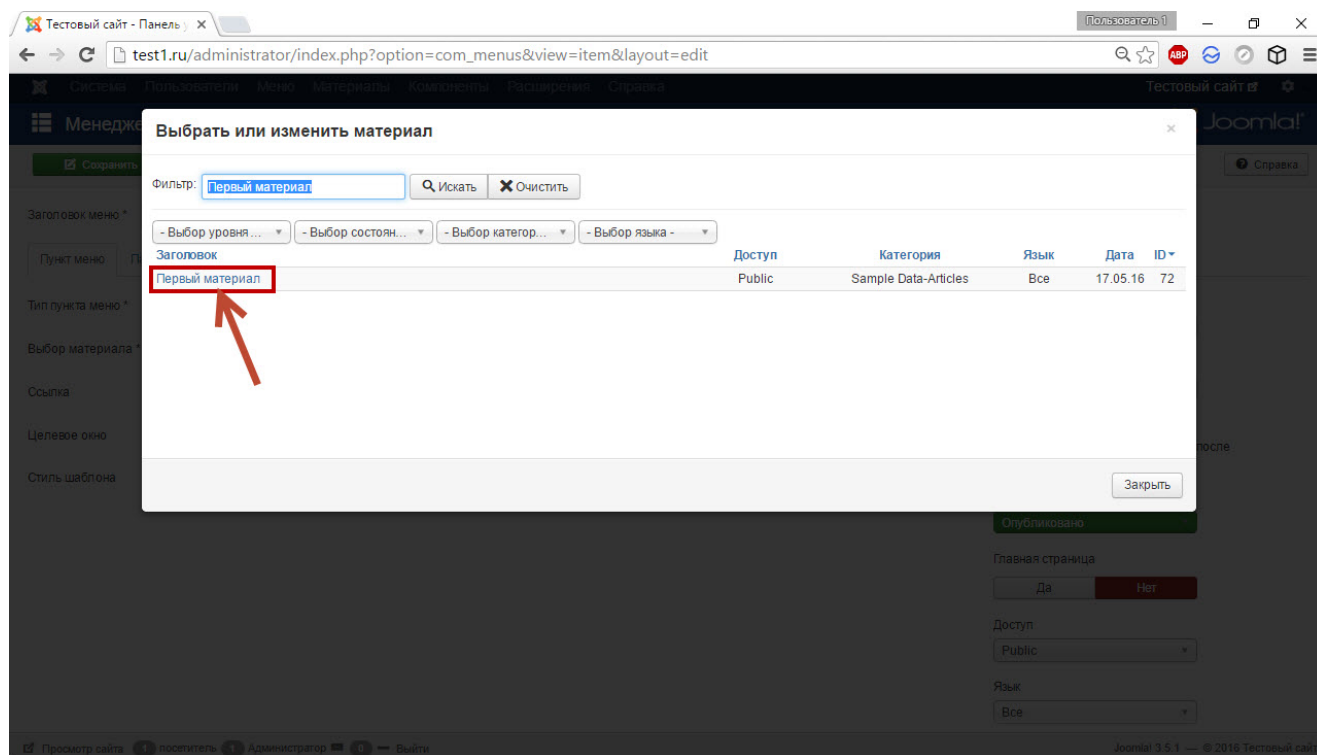 Тестовый сайт - Панель у
Пользователь 1
test1.ru/administrator/index.php?option=com_menus&view=item&layout=edit
ABP
Система Пользователи Меню Материалы Компоненты Расширения Справка Тестовый сайт
Менедже
Joomla!
Выбрать или изменить материал
×
Сохранить
Справка
Фильтр: Первый материал Искать Очистить
Заголовок меню *
- Выбор уровня ... - Выбор состоян... - Выбор категор... - Выбор языка -
Пункт меню
Заголовок Доступ Категория Язык Дата ID
Первый материал Public Sample Data-Articles Все 17.05.16 72
Тип пункта меню *
Выбор материала *
Ссылка
Целевое окно
после
Стиль шаблона
Закрыть
Опубликовано
Главная страница
Да Нет
Доступ
Public
Язык
Все
Просмотр сайта 1 посетитель 1 Администратор 0 — Выйти
Joomla! 3.5.1 — © 2016 Тестовый сайт